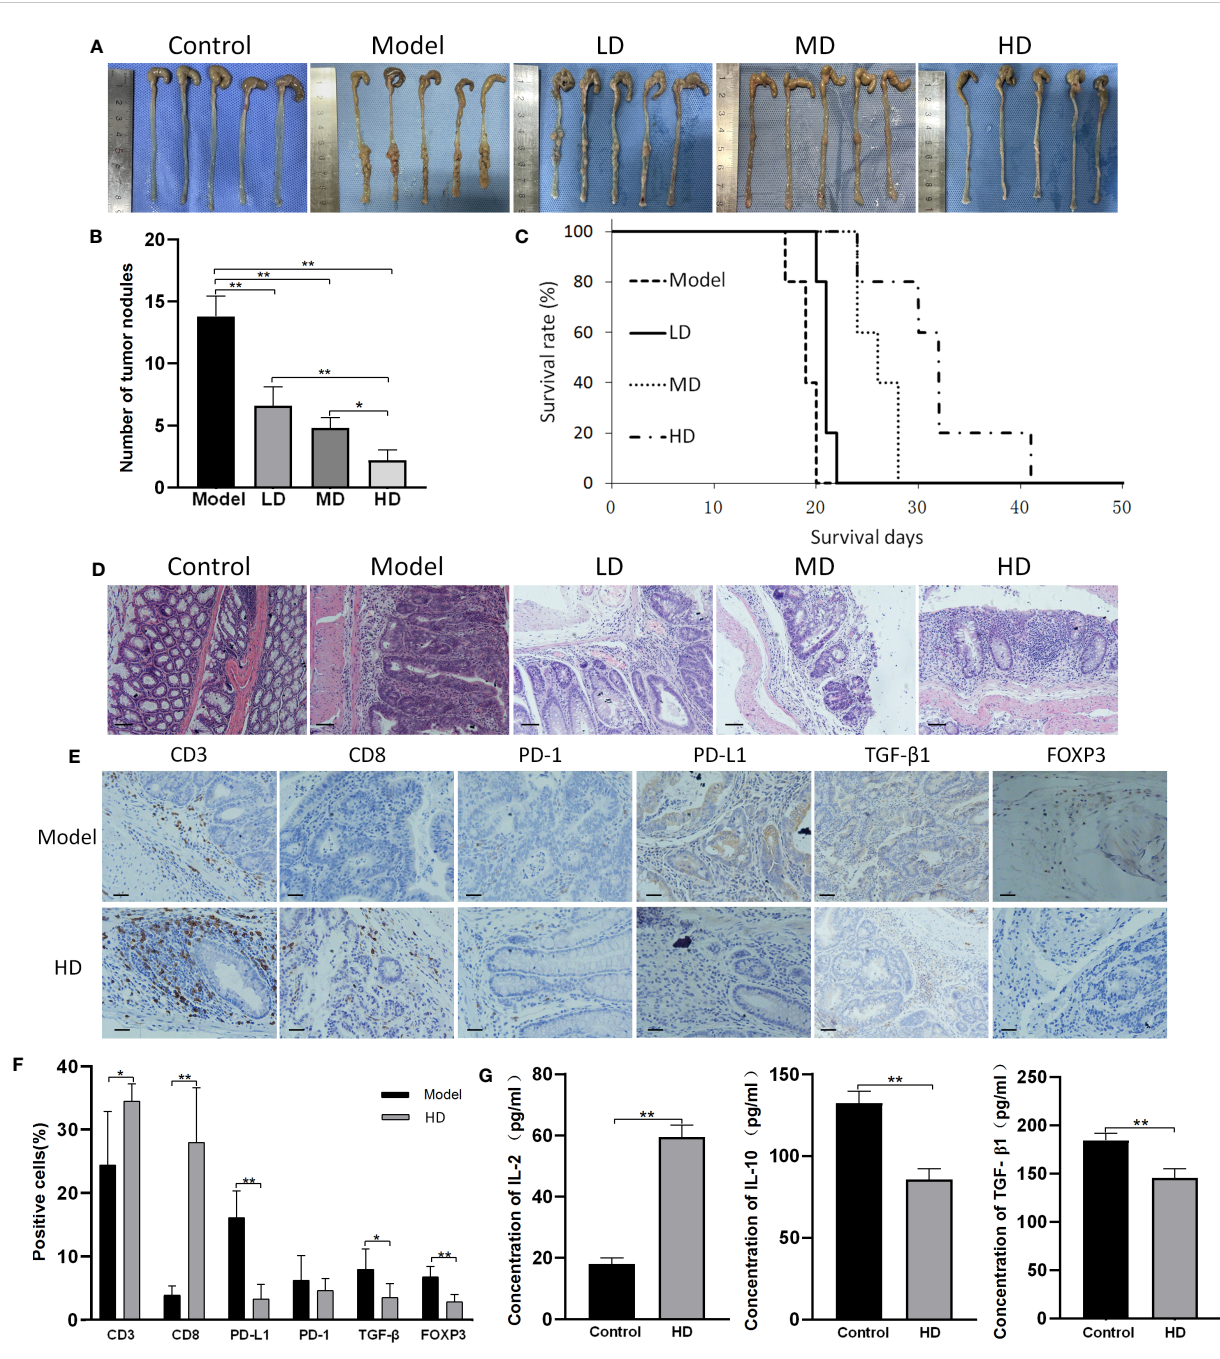 A
Control Model LD MD HD
B
20
15
10
5
0
Number of tumor nodules
** ** **
**
*
Model LD MD HD
C
100
80
60
40
20
0
Survival rate (%)
Model
LD
MD
HD
0 10 20 30 40 50
Survival days
D
Control Model LD MD HD
E
CD3 CD8 PD-1 PD-L1 TGF-β1 FOXP3
Model
HD
F
40
30
20
10
0
Positive cells(%)
* ** ** * **
Model
HD
CD3 CD8 PD-L1 PD-1 TGF-β FOXP3
G
80
60
40
20
0
Concentration of IL-2（pg/ml）
**
Control HD
150
100
50
0
Concentration of IL-10（pg/ml）
**
Control HD
250
200
150
100
50
0
Concentration of TGF- β1（pg/ml）
**
Control HD